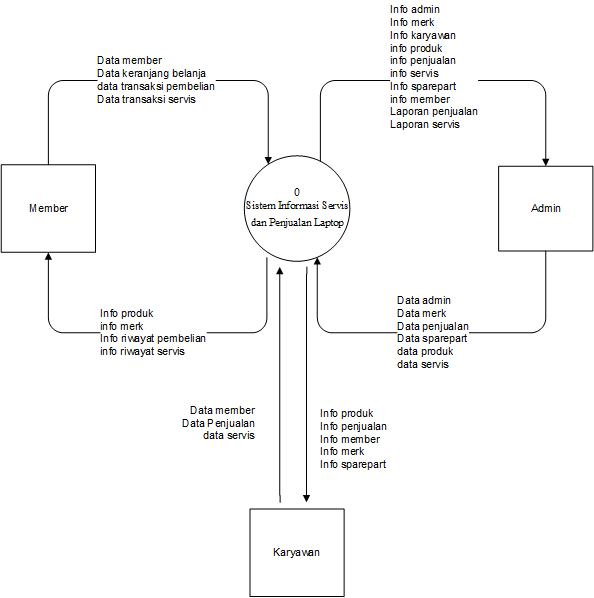 Info admin
Info merk
Info karyawan
info produk
info penjualan
info servis
Info sparepart
info member
Laporan penjualan
Laporan servis
Data member
Data keranjang belanja
data transaksi pembelian
Data transaksi servis
Member
0
Sistem Informasi Servis
dan Penjualan Laptop
Admin
Info produk
info merk
Info riwayat pembelian
info riwayat servis
Data admin
Data merk
Data penjualan
Data sparepart
data produk
data servis
Data member
Data Penjualan
data servis
Info produk
Info penjualan
Info member
Info merk
Info sparepart
Karyawan